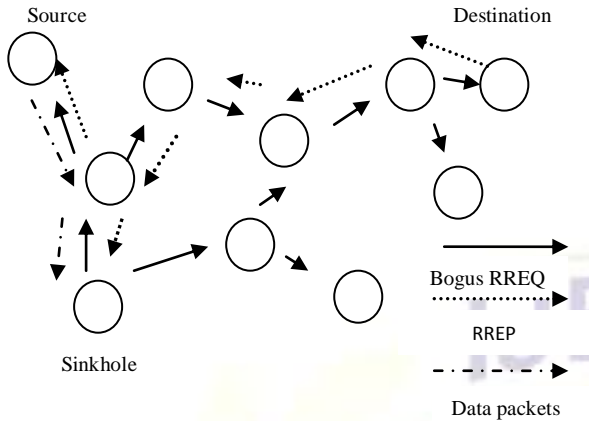 Source
Destination
Bogus RREQ
RREP
Sinkhole
Data packets